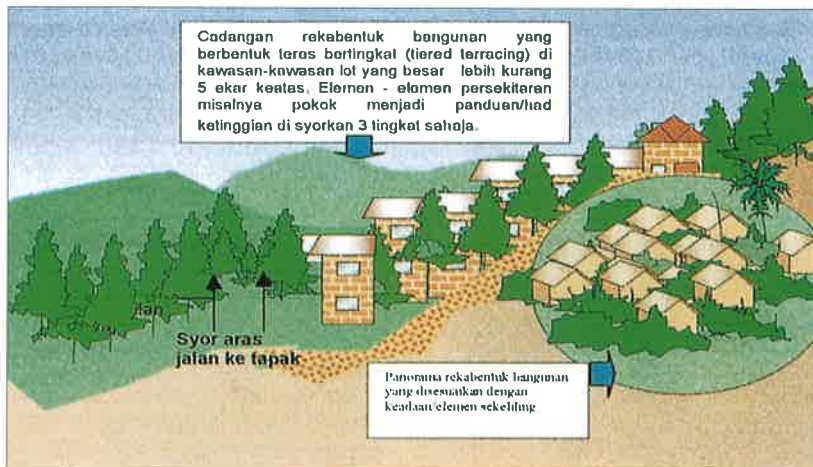 Cadangan rekabentuk bangunan yang
berbentuk teres bertingkat (tiered terracing) di
kawasan-kawasan lot yang besar lebih kurang
5 ekar keatas. Elemen - elemen persekitaran
misalnya pokok menjadi panduan/had
ketinggian di syorkan 3 tingkat sahaja.
Syor aras
jalan ke tapak
Panorama rekabentuk bangunan
yang disesuaikan dengan
keadaan/elemen sekeliling